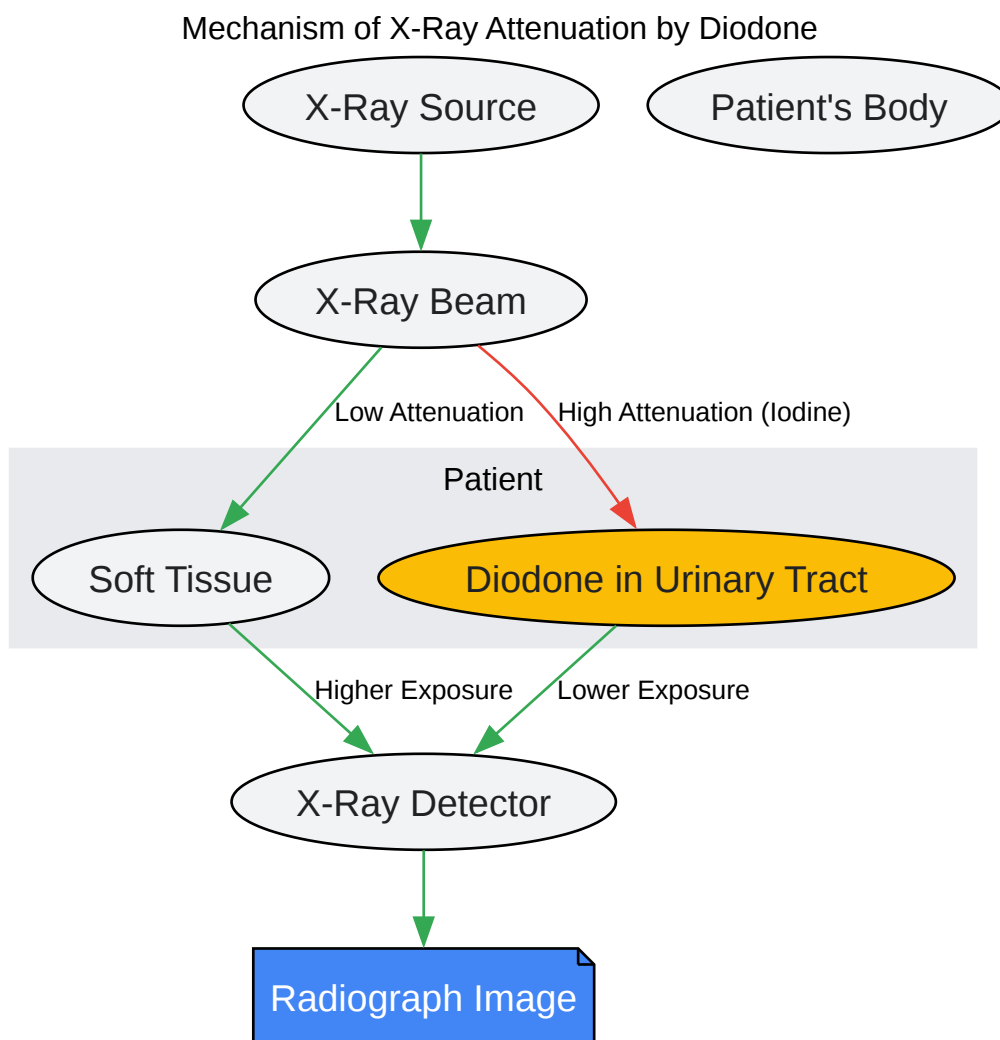 Mechanism of X-Ray Attenuation by Diodone
X-Ray Source
Patient's Body
X-Ray Beam
Low Attenuation
High Attenuation (Iodine)
Patient
Soft Tissue
Diodone in Urinary Tract
Higher Exposure
Lower Exposure
X-Ray Detector
Radiograph Image